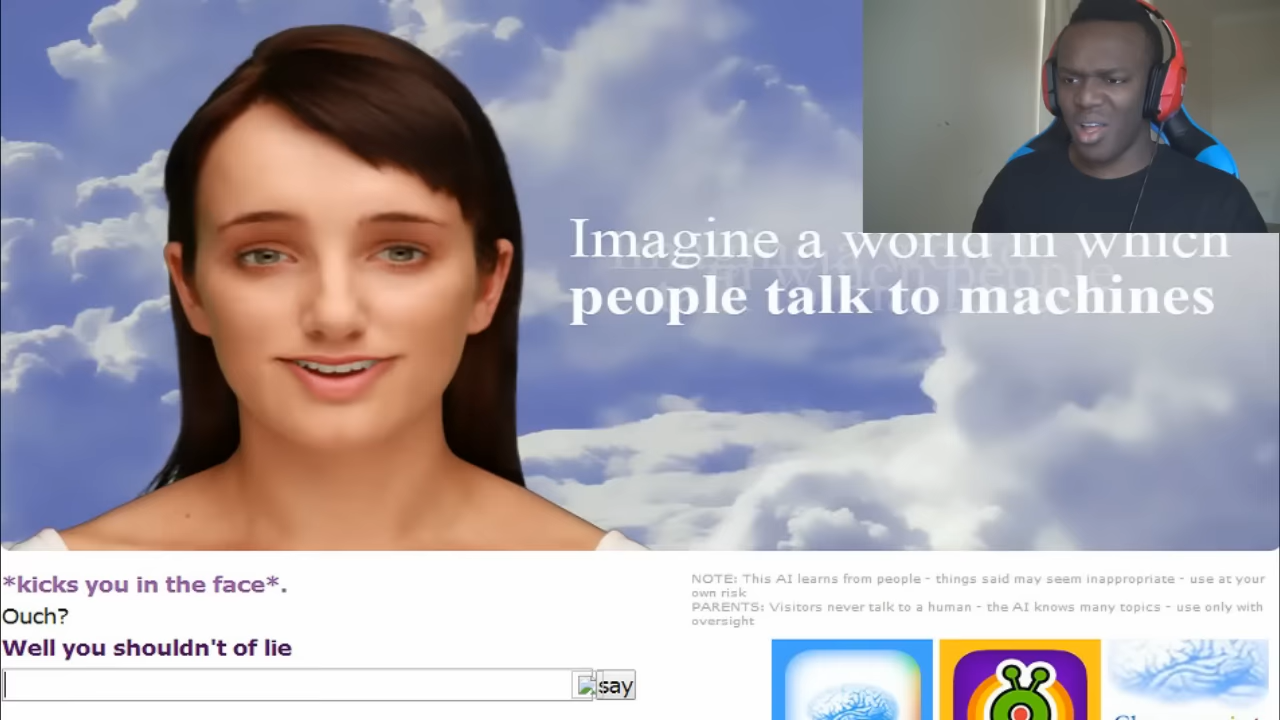 Imagine a world in which
people talk to machines
*kicks you in the face*.
Ouch?
Well you shouldn't of lie
say
NOTE: This AI learns from people - things said may seem inappropriate - use at your
own risk
PARENTS: Visitors never talk to a human - the AI knows many topics - use only with
oversight